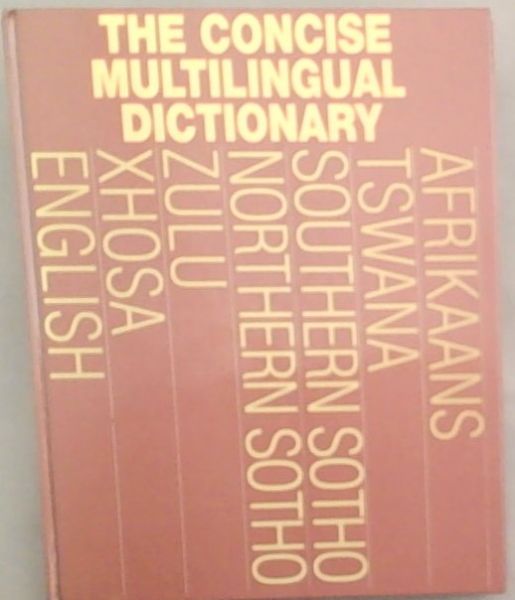 THE CONCISE
MULTILINGUAL
DICTIONARY
ENGLISH
XHOSA
ZULU
NORTHERN SOTHO
SOUTHERN SOTHO
TSWANA
AFRIKAANS